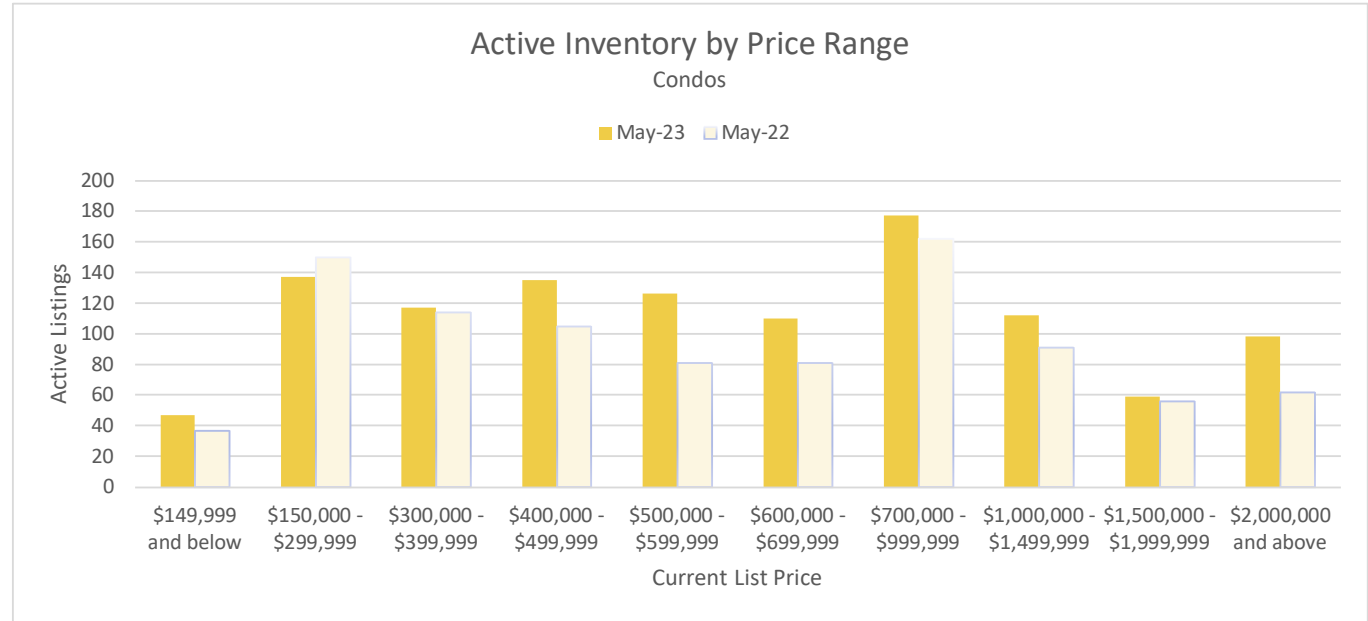 Active Inventory by Price Range
Condos
May-23 May-22
Active Listings
200
180
160
140
120
100
80
60
40
20
0
$149,999 $150,000 - $300,000 - $400,000 - $500,000 - $600,000 - $700,000 - $1,000,000 - $1,500,000 - $2,000,000
and below $299,999 $399,999 $499,999 $599,999 $699,999 $999,999 $1,499,999 $1,999,999 and above
Current List Price